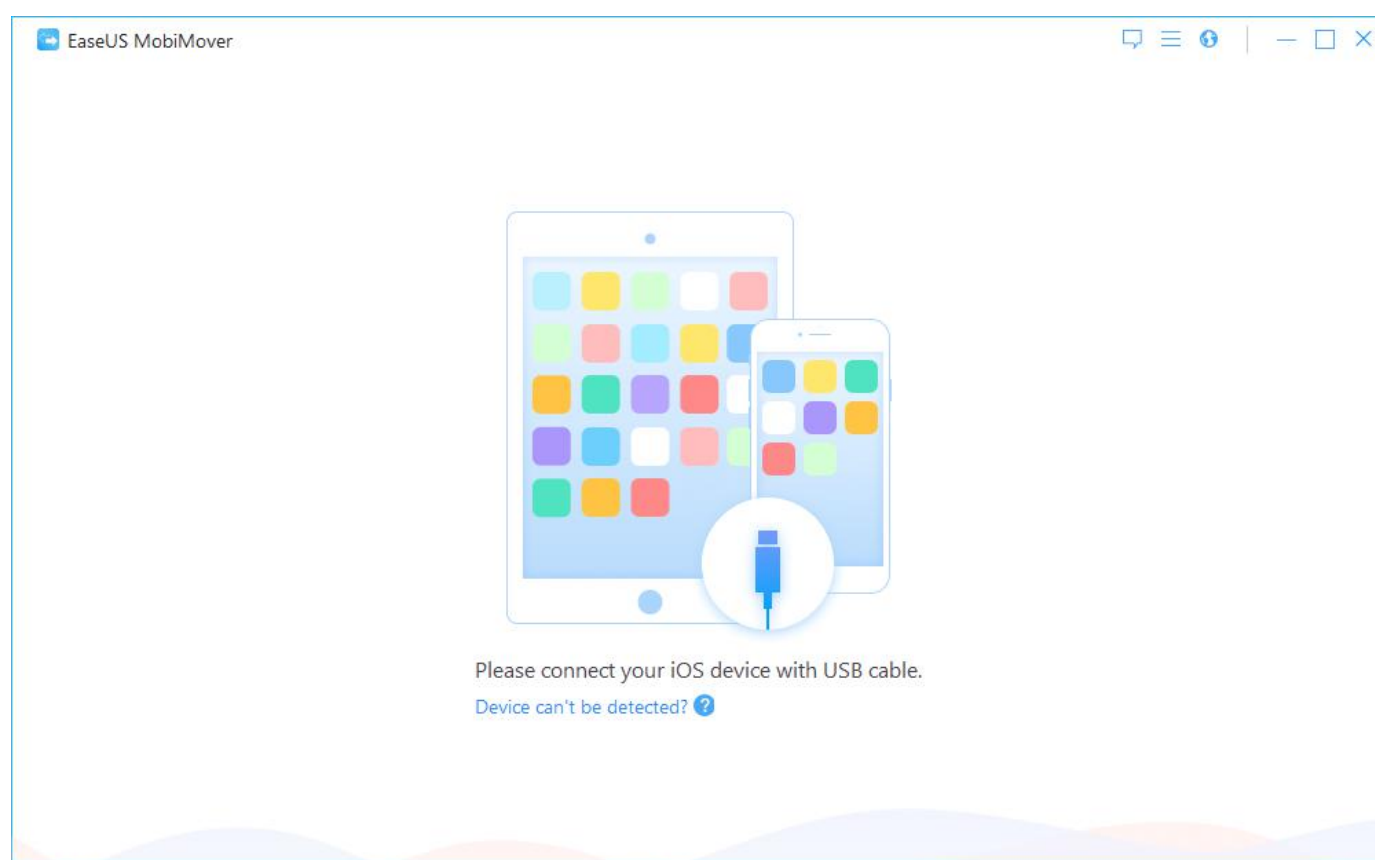 EaseUS MobiMover
Please connect your iOS device with USB cable.
Device can't be detected? ?